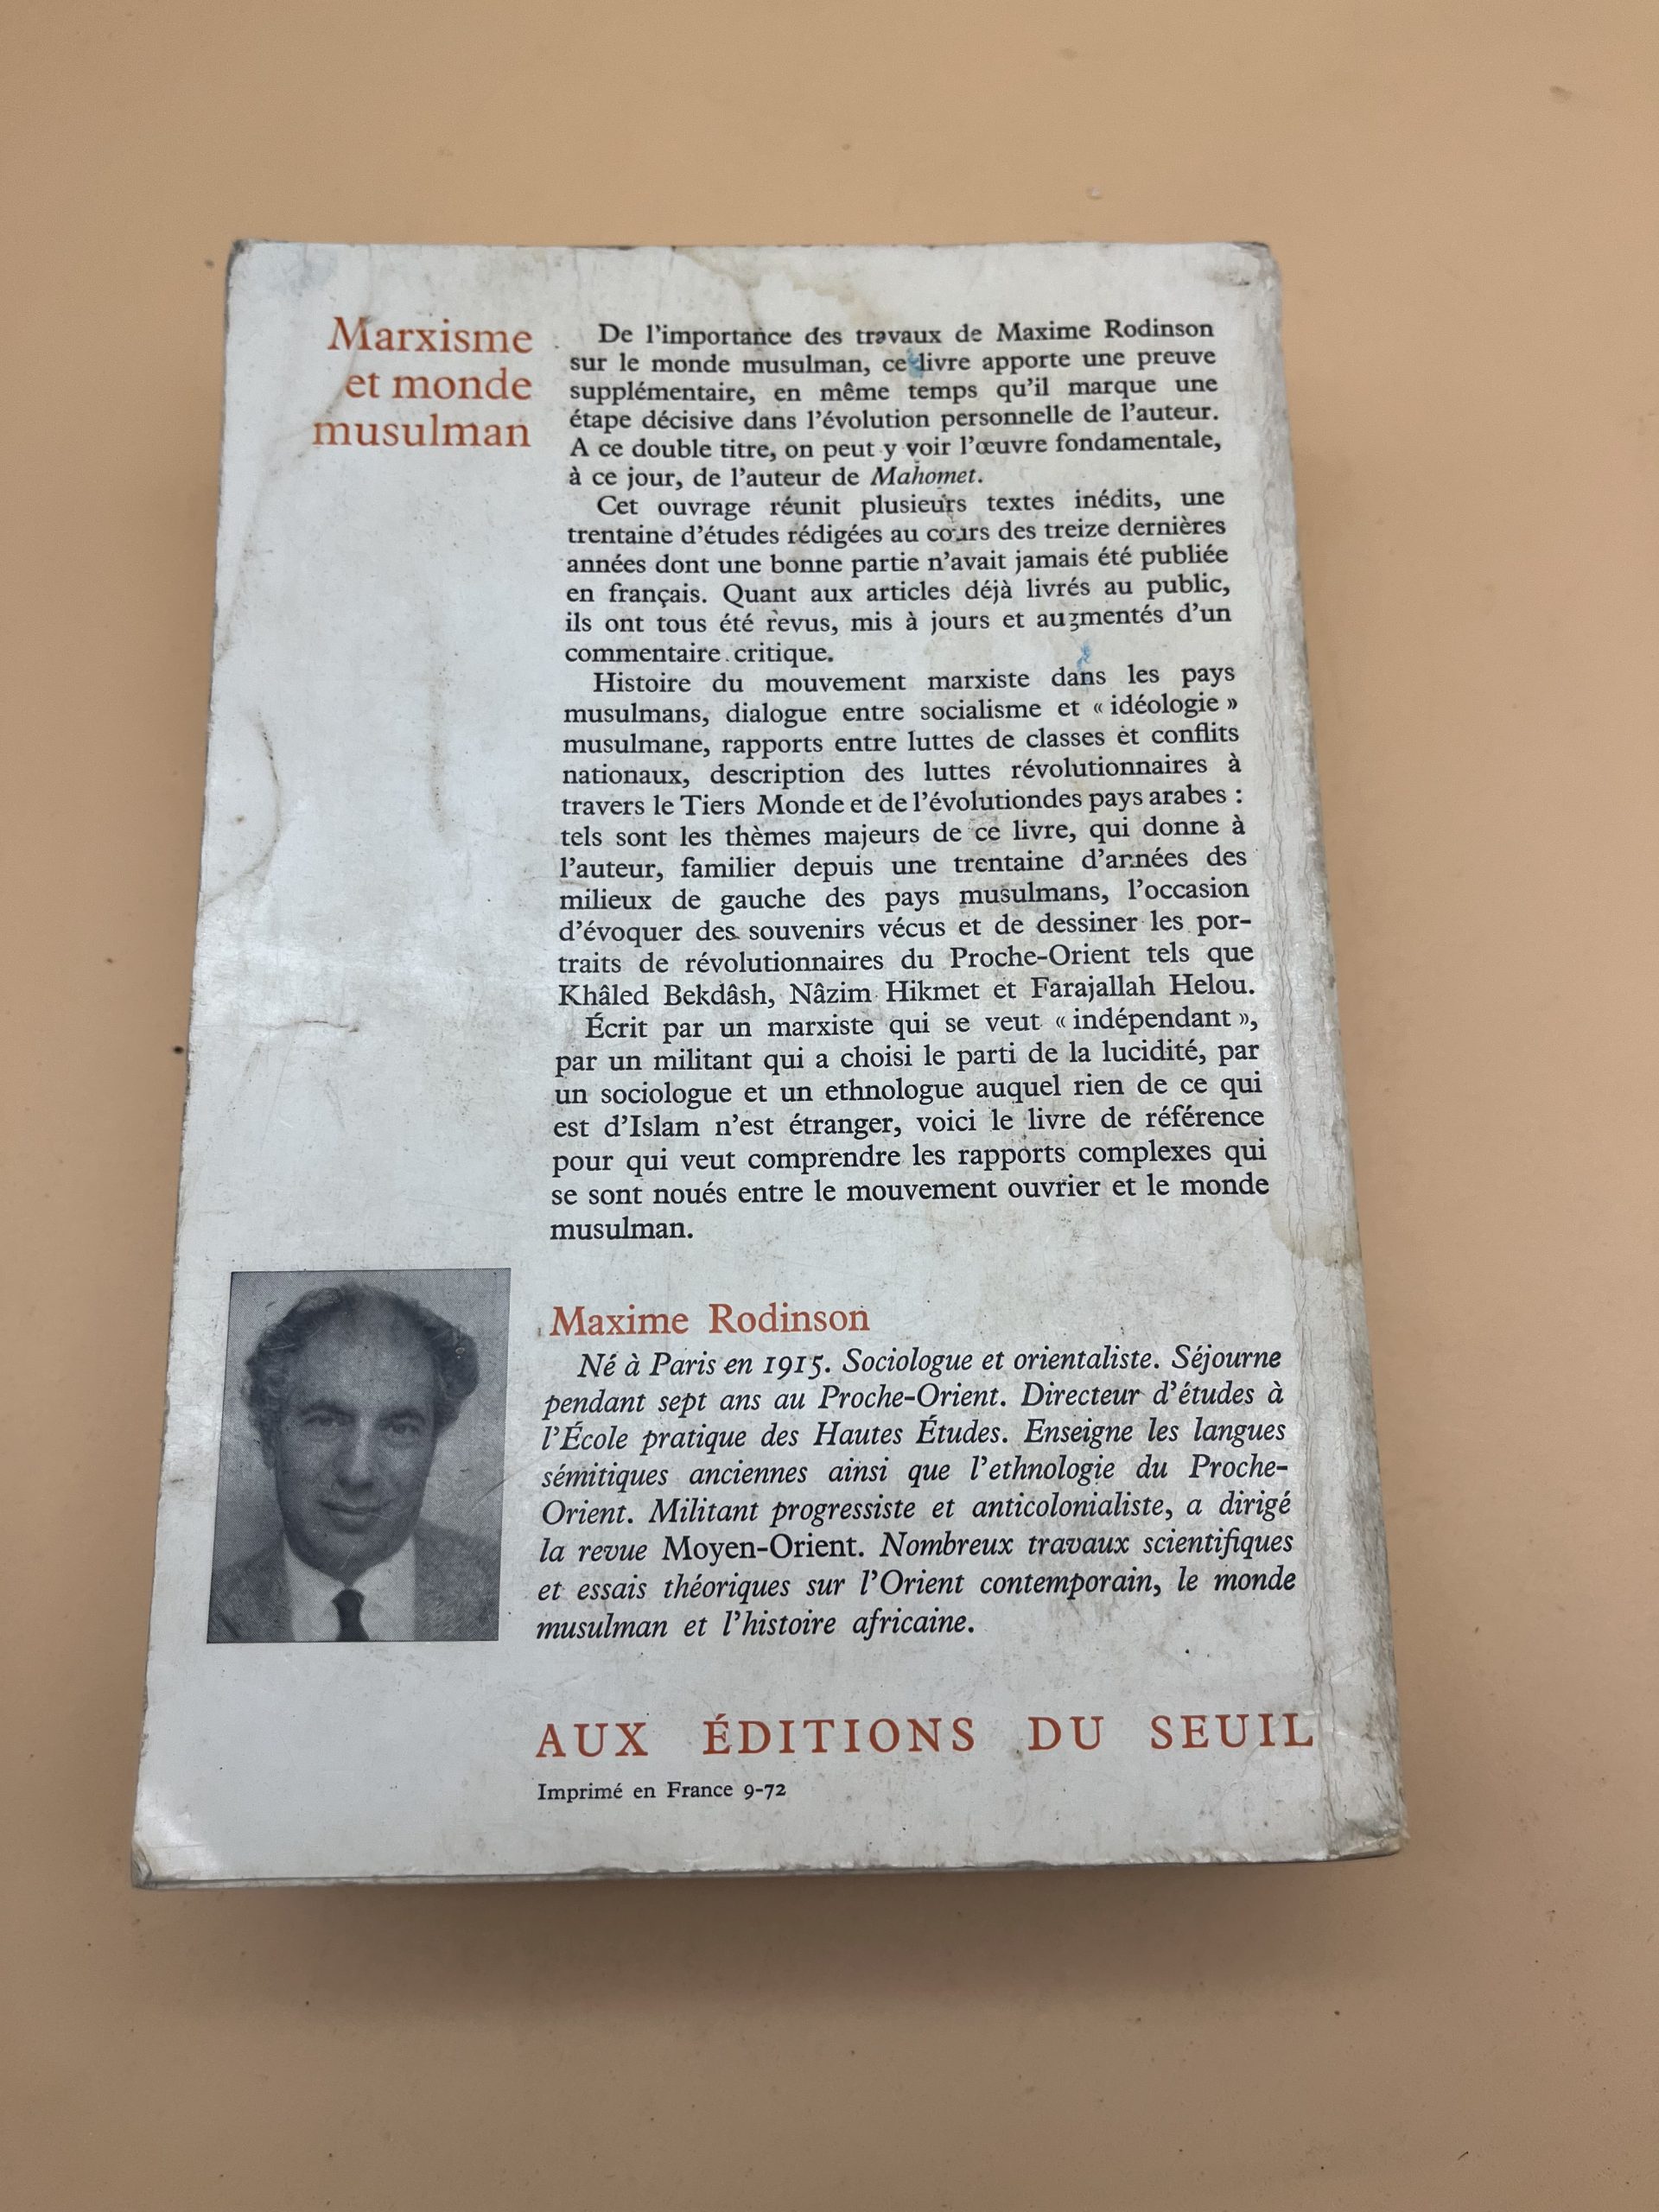 Marxisme
et monde
musulman
De l'importance des travaux de Maxime Rodinson
sur le monde musulman, ce livre apporte une preuve
supplémentaire, en même temps qu'il marque une
étape décisive dans l'évolution personnelle de l'auteur.
A ce double titre, on peut y voir l'œuvre fondamentale,
à ce jour, de l'auteur de Mahomet.
Cet ouvrage réunit plusieurs textes inédits, une
trentaine d'études rédigées au cours des treize dernières
années dont une bonne partie n'avait jamais été publiée
en français. Quant aux articles déjà livrés au public,
ils ont tous été revus, mis à jours et augmentés d'un
commentaire critique.
Histoire du mouvement marxiste dans les pays
musulmans, dialogue entre socialisme et « idéologie »
musulmane, rapports entre luttes de classes et conflits
nationaux, description des luttes révolutionnaires à
travers le Tiers Monde et de l'évolutiondes pays arabes :
tels sont les thèmes majeurs de ce livre, qui donne à
l'auteur, familier depuis une trentaine d'années des
milieux de gauche des pays musulmans, l'occasion
d'évoquer des souvenirs vécus et de dessiner les por-
traits de révolutionnaires du Proche-Orient tels que
Khâled Bekdâsh, Nâzim Hikmet et Farajallah Helou.
Écrit par un marxiste qui se veut « indépendant »,
par un militant qui a choisi le parti de la lucidité, par
un sociologue et un ethnologue auquel rien de ce qui
est d'Islam n'est étranger, voici le livre de référence
pour qui veut comprendre les rapports complexes qui
se sont noués entre le mouvement ouvrier et le monde
musulman.
Maxime Rodinson
Né à Paris en 1915. Sociologue et orientaliste. Séjourne
pendant sept ans au Proche-Orient. Directeur d'études à
l'École pratique des Hautes Études. Enseigne les langues
sémitiques anciennes ainsi que l'ethnologie du Proche-
Orient. Militant progressiste et anticolonialiste, a dirigé
la revue Moyen-Orient. Nombreux travaux scientifiques
et essais théoriques sur l'Orient contemporain, le monde
musulman et l'histoire africaine.
AUX ÉDITIONS DU SEUIL
Imprimé en France 9-72